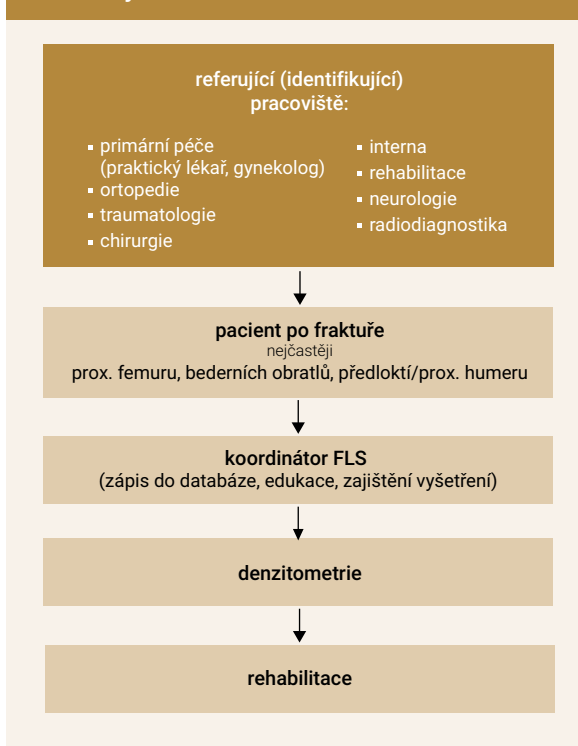 referující (identifikující)
pracoviště:
▪ primární péče
(praktický lékař, gynekolog)
▪ ortopedie
▪ traumatologie
▪ chirurgie
▪ interna
▪ rehabilitace
▪ neurologie
▪ radiodiagnostika
pacient po fraktuře
nejčastěji
prox. femuru, bederních obratlů, předloktí/prox. humeru
koordinátor FLS
(zápis do databáze, edukace, zajištění vyšetření)
denzitometrie
rehabilitace